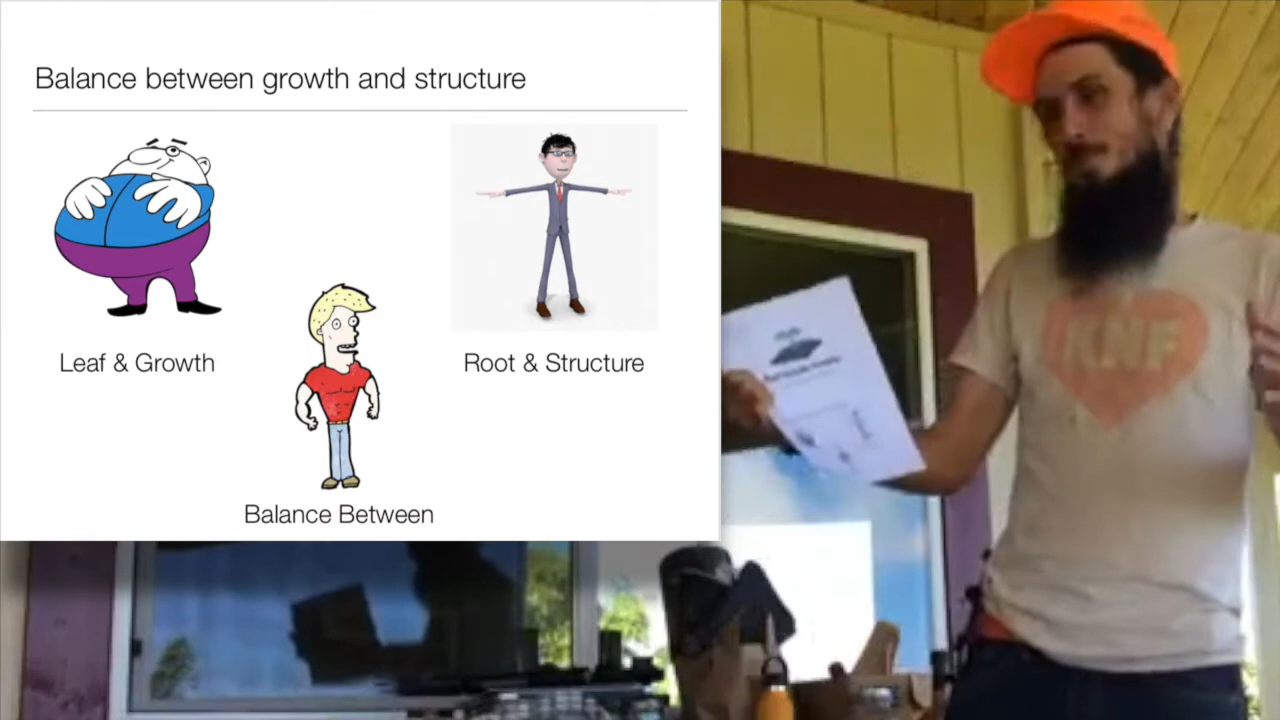 Balance between growth and structure
Leaf & Growth
Root & Structure
Balance Between
KNF